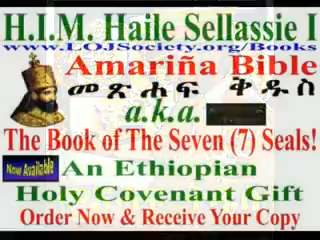 H.I.M. Haile Sellassie I
www.LOJSociety.org/Books
Amariña Bible
መጽሐፍ ቅዱስ
a.k.a.
The Book of The Seven (7) Seals!
Now Available
An Ethiopian
Holy Covenant Gift
Order Now & Receive Your Copy